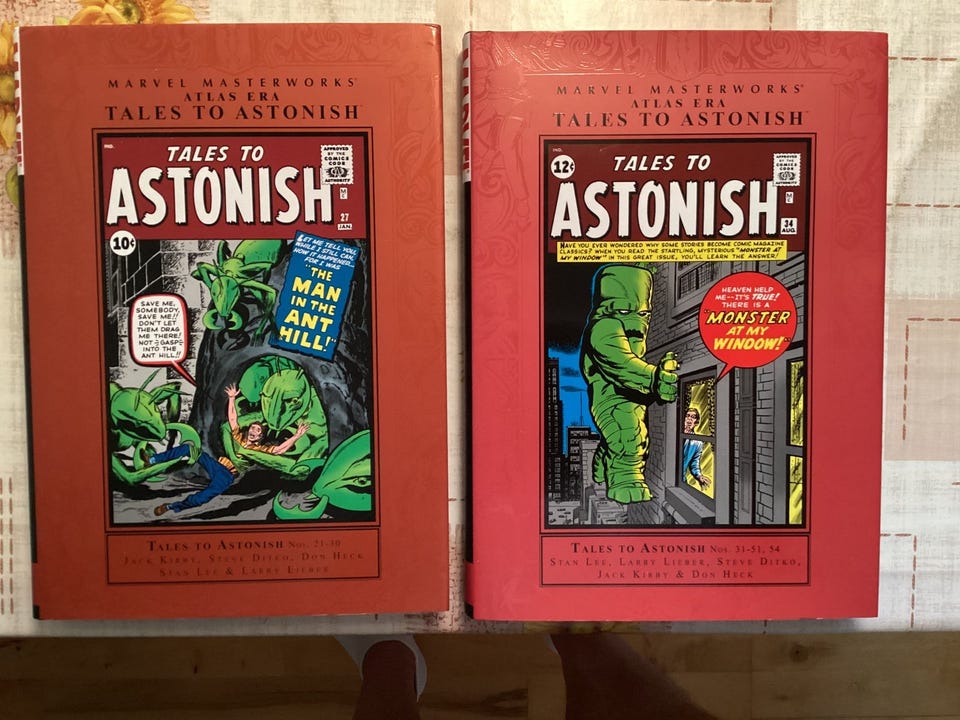 MARVEL MASTERWORKS
ATLAS ERA
TALES TO ASTONISH
IND.
TALES TO
ASTONISH
APPROVED
BY THE
COMICS
CODE
AUTHORITY
MC
27
JAN.
10¢
LET ME TELL YOU,
WHILE I STILL CAN,
HOW IT HAPPENED...
FOR I WAS
"THE
MAN
IN THE
ANT
HILL!"
SAVE ME,
SOMEBODY,
SAVE ME!!
DON'T LET
THEM DRAG
ME THERE!
NOT -GASP-
INTO THE
ANT HILL!!
TALES TO ASTONISH NOS. 21-30
JACK KIRBY, STEVE DITKO, DON HECK
STAN LEE & LARRY LIEBER
MARVEL MASTERWORKS
ATLAS ERA
TALES TO ASTONISH
IND.
12¢
TALES TO
ASTONISH
APPROVED
BY THE
COMICS
CODE
AUTHORITY
MC
34
AUG.
HAVE YOU EVER WONDERED WHY SOME STORIES BECOME COMIC MAGAZINE
CLASSICS? WHEN YOU READ THE STARTLING, MYSTERIOUS "MONSTER AT
MY WINDOW" IN THIS GREAT ISSUE, YOU'LL LEARN THE ANSWER!
HEAVEN HELP
ME--IT'S TRUE!
THERE IS A
"MONSTER
AT MY
WINDOW!"
TALES TO ASTONISH NOS. 31-51, 54
STAN LEE, LARRY LIEBER, STEVE DITKO,
JACK KIRBY & DON HECK